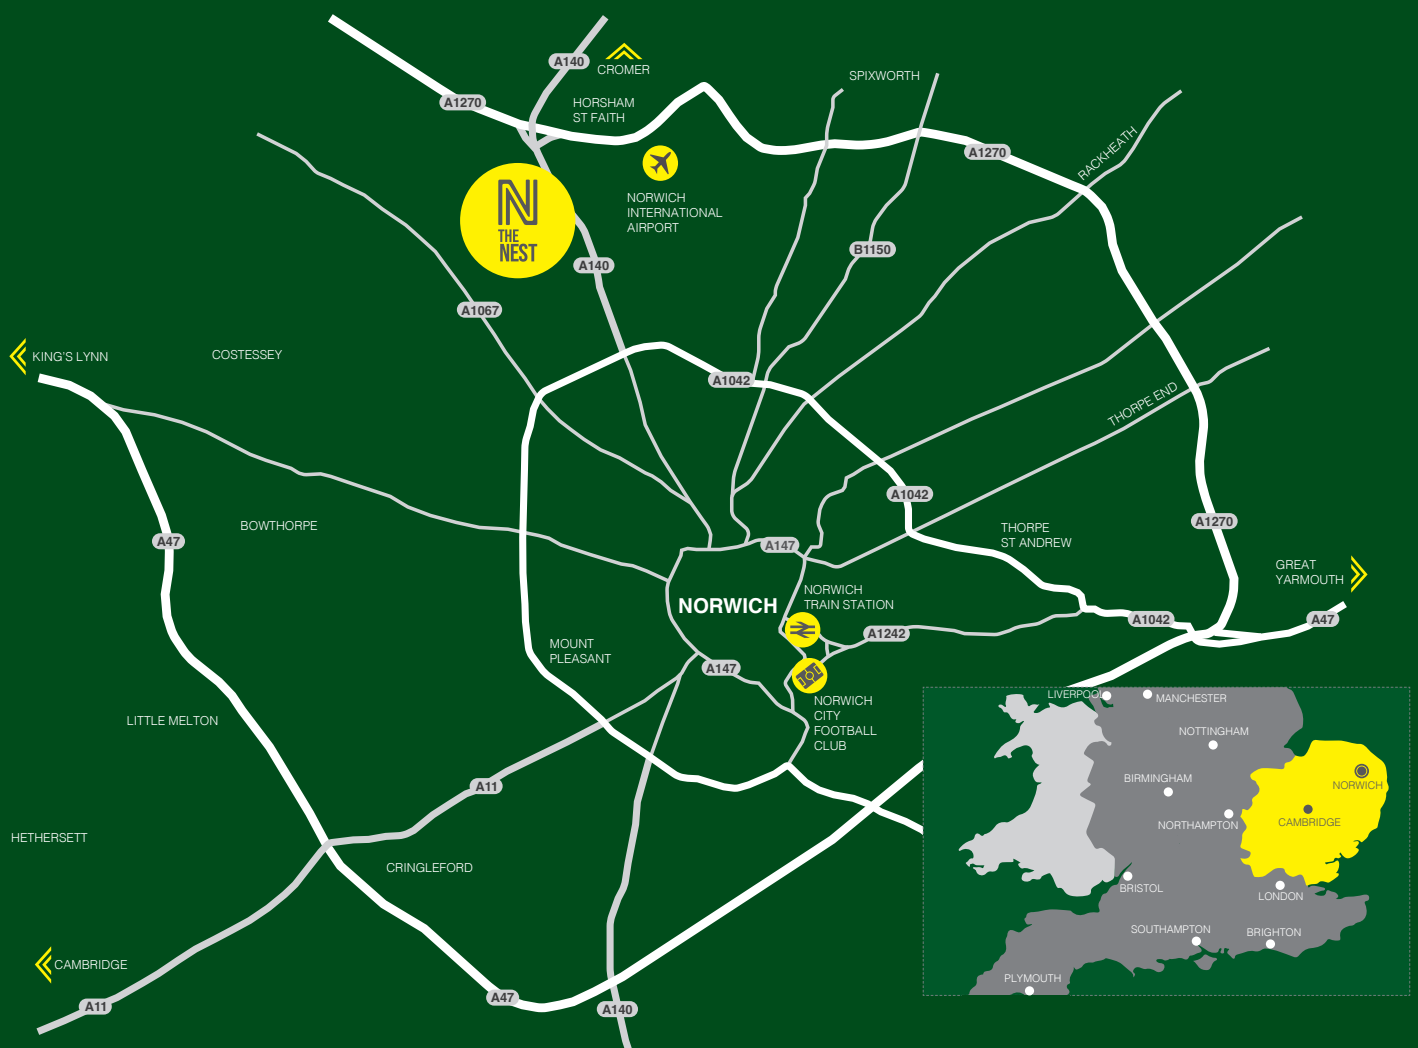 A140
CROMER
A1270
HORSHAM
ST FAITH
SPIXWORTH
A1270
RACKHEATH
N
THE
NEST
NORWICH
INTERNATIONAL
AIRPORT
B1150
A140
A1067
KING'S LYNN
COSTESSEY
A1042
THORPE END
A1042
BOWTHORPE
A47
A147
THORPE
ST ANDREW
A1270
GREAT
YARMOUTH
NORWICH
NORWICH
TRAIN STATION
A1242
A1042
A47
MOUNT
PLEASANT
A147
NORWICH
CITY
FOOTBALL
CLUB
LITTLE MELTON
A11
HETHERSETT
CRINGLEFORD
CAMBRIDGE
A11
A47
A140
LIVERPOOL
MANCHESTER
NOTTINGHAM
BIRMINGHAM
NORWICH
NORTHAMPTON
CAMBRIDGE
BRISTOL
LONDON
SOUTHAMPTON
BRIGHTON
PLYMOUTH